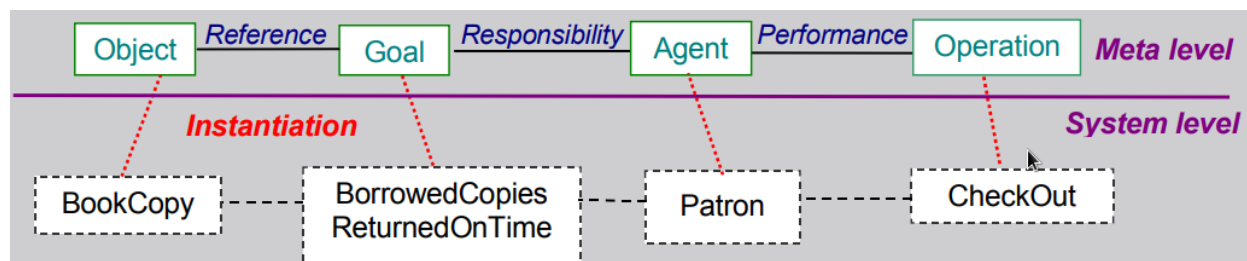 Object Reference Goal Responsibility Agent Performance Operation Meta level
Instantiation System level
BookCopy BorrowedCopies Patron CheckOut
ReturnedOnTime